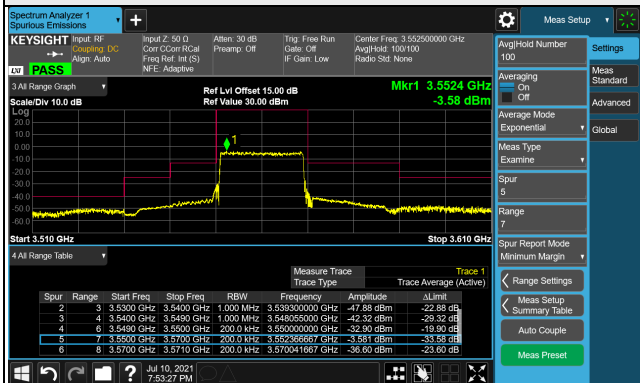 Spectrum Analyzer 1
Spurious Emissions
Meas Setup
KEYSIGHT
Input: RF
Coupling: DC
Align: Auto
Input Z: 50 Ω
Corr CCorr RCal
Freq Ref: Int (S)
NFE: Adaptive
Atten: 30 dB
Preamp: Off
Trig: Free Run
Gate: Off
IF Gain: Low
Center Freq: 3.552500000 GHz
Avg|Hold: 100/100
Radio Std: None
LXI PASS
3 All Range Graph
Scale/Div 10.0 dB
Ref Lvl Offset 15.00 dB
Ref Value 30.00 dBm
Mkr1 3.5524 GHz
-3.58 dBm
Log
20.0
10.0
0.00
-10.0
-20.0
-30.0
-40.0
-50.0
-60.0
1
Start 3.510 GHz
Stop 3.610 GHz
4 All Range Table
Measure Trace Trace 1
Trace Type Trace Average (Active)
Spur Range Start Freq Stop Freq RBW Frequency Amplitude ΔLimit
2 3 3.5300 GHz 3.5400 GHz 1.000 MHz 3.539300000 GHz -47.88 dBm -22.88 dB
3 4 3.5400 GHz 3.5490 GHz 1.000 MHz 3.548055000 GHz -42.32 dBm -29.32 dB
4 6 3.5490 GHz 3.5500 GHz 200.0 kHz 3.550000000 GHz -32.90 dBm -19.90 dB
5 7 3.5500 GHz 3.5700 GHz 200.0 kHz 3.552366667 GHz -3.581 dBm -33.58 dB
6 8 3.5700 GHz 3.5710 GHz 200.0 kHz 3.570041667 GHz -36.60 dBm -23.60 dB
Avg|Hold Number
100
Averaging
On
Off
Average Mode
Exponential
Meas Type
Examine
Spur
5
Range
7
Spur Report Mode
Minimum Margin
Range Settings
Meas Setup
Summary Table
Auto Couple
Meas Preset
Settings
Meas
Standard
Advanced
Global
?
Jul 10, 2021
7:53:27 PM